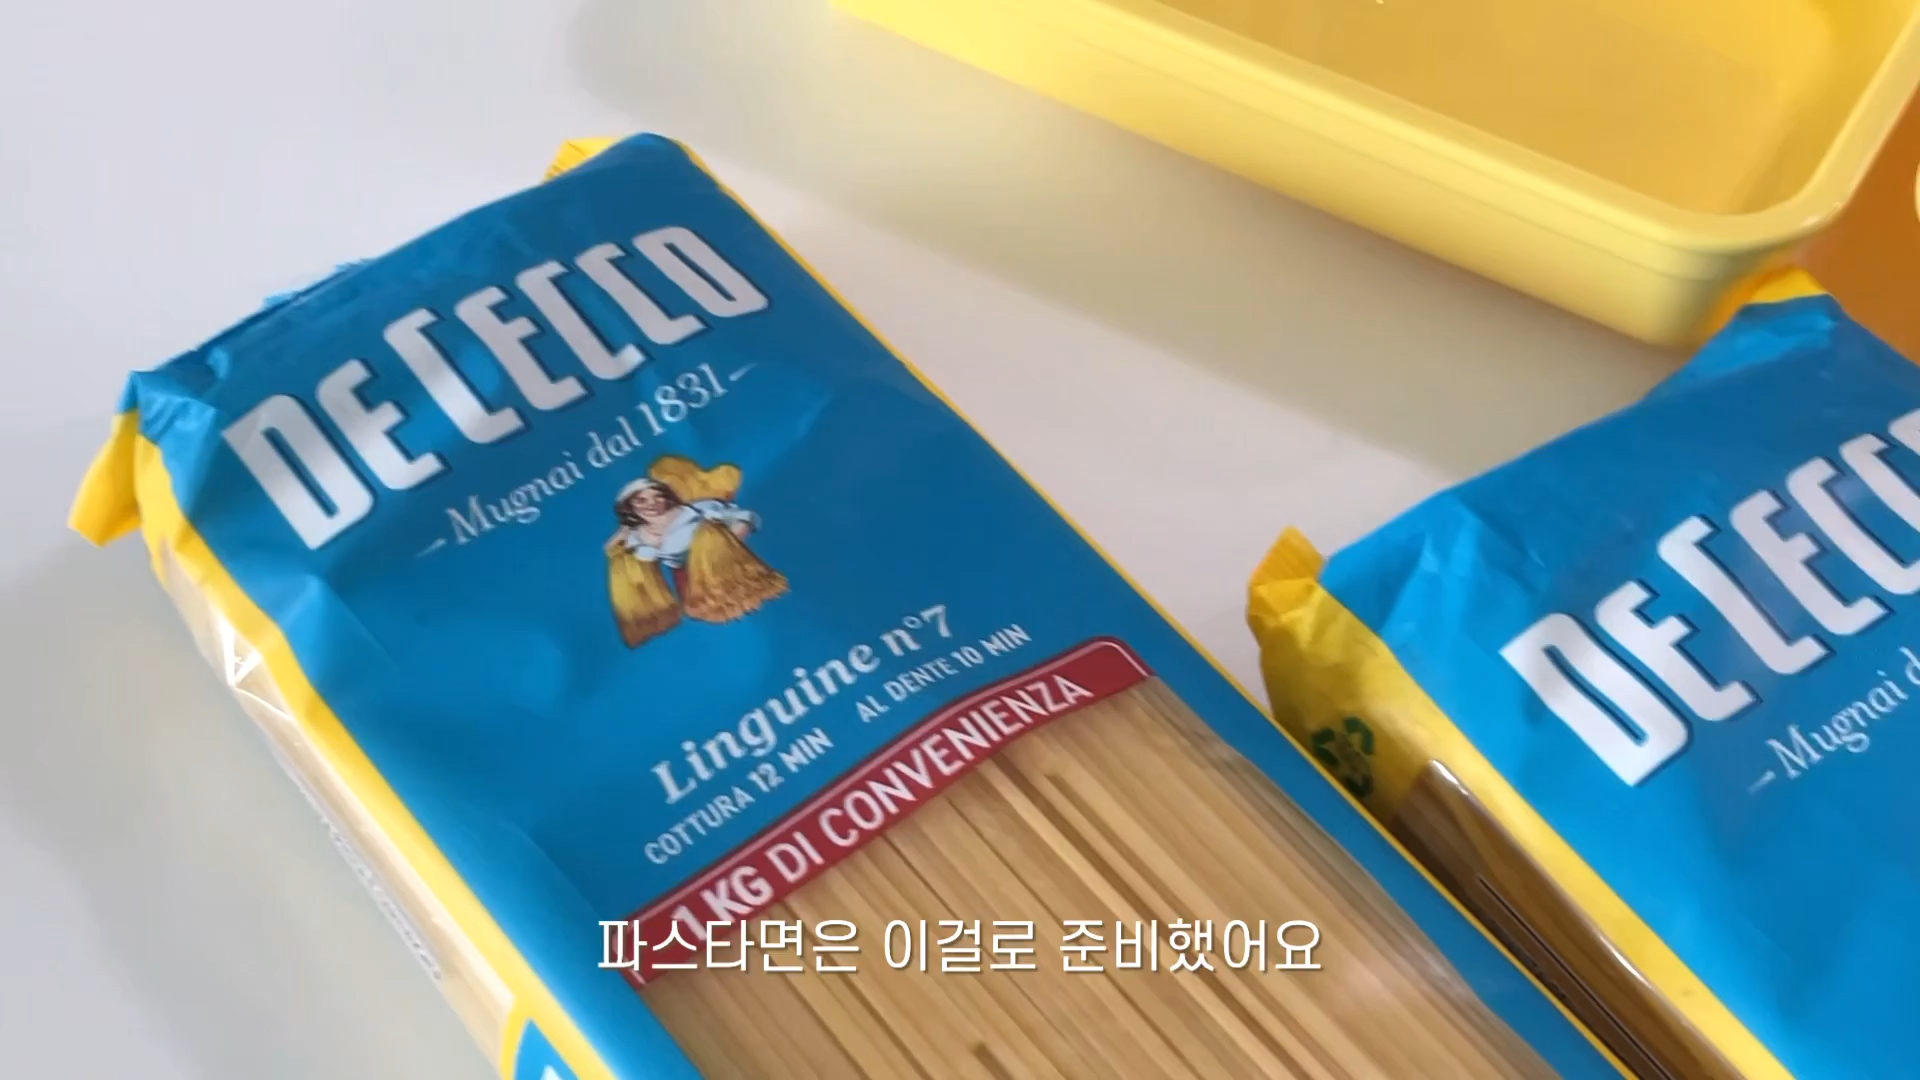 DE CECCO
Mugnai dal 1831
Linguine n°7
COTTURA 12 MIN AL DENTE 10 MIN
1 KG DI CONVENIENZA
DE CECC
Mugnai d
파스타면은 이걸로 준비했어요